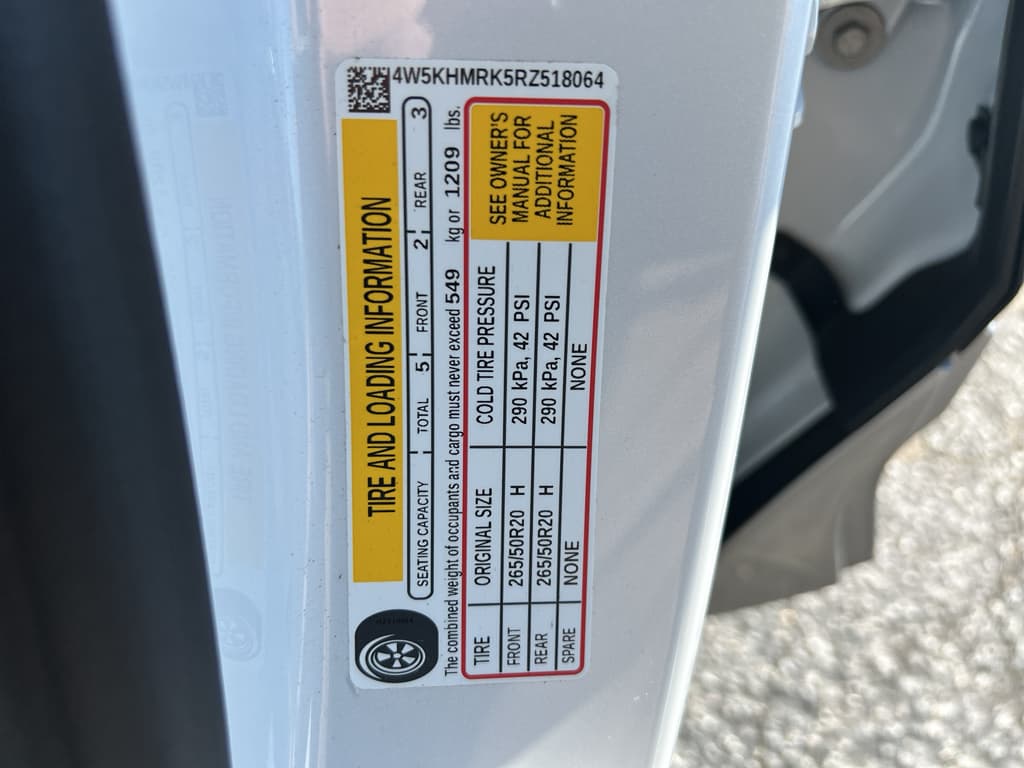 4W5KHMRK5RZ518064
TIRE AND LOADING INFORMATION
SEATING CAPACITY TOTAL 5 FRONT 2 REAR 3
The combined weight of occupants and cargo must never exceed 549 kg or 1209 lbs.
TIRE ORIGINAL SIZE COLD TIRE PRESSURE
FRONT 265/50R20 H 290 kPa, 42 PSI
REAR 265/50R20 H 290 kPa, 42 PSI
SPARE NONE NONE
SEE OWNER'S
MANUAL FOR
ADDITIONAL
INFORMATION